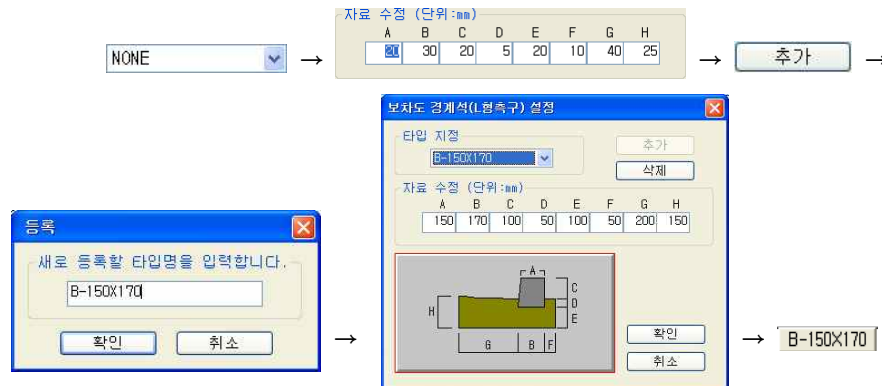 자료 수정 (단위:mm)
A B C D E F G H
NONE → 20 30 20 5 20 10 40 25 → 추가 →
보차도 경계석(L형측구) 설정
타입 지정
B-150X170
추가
삭제
자료 수정 (단위:mm)
A B C D E F G H
150 170 100 50 100 50 200 150
A
C
D
E
H
G B F
확인
취소
등록
새로 등록할 타입명을 입력합니다.
B-150X170
확인 취소
→
→ B-150X170